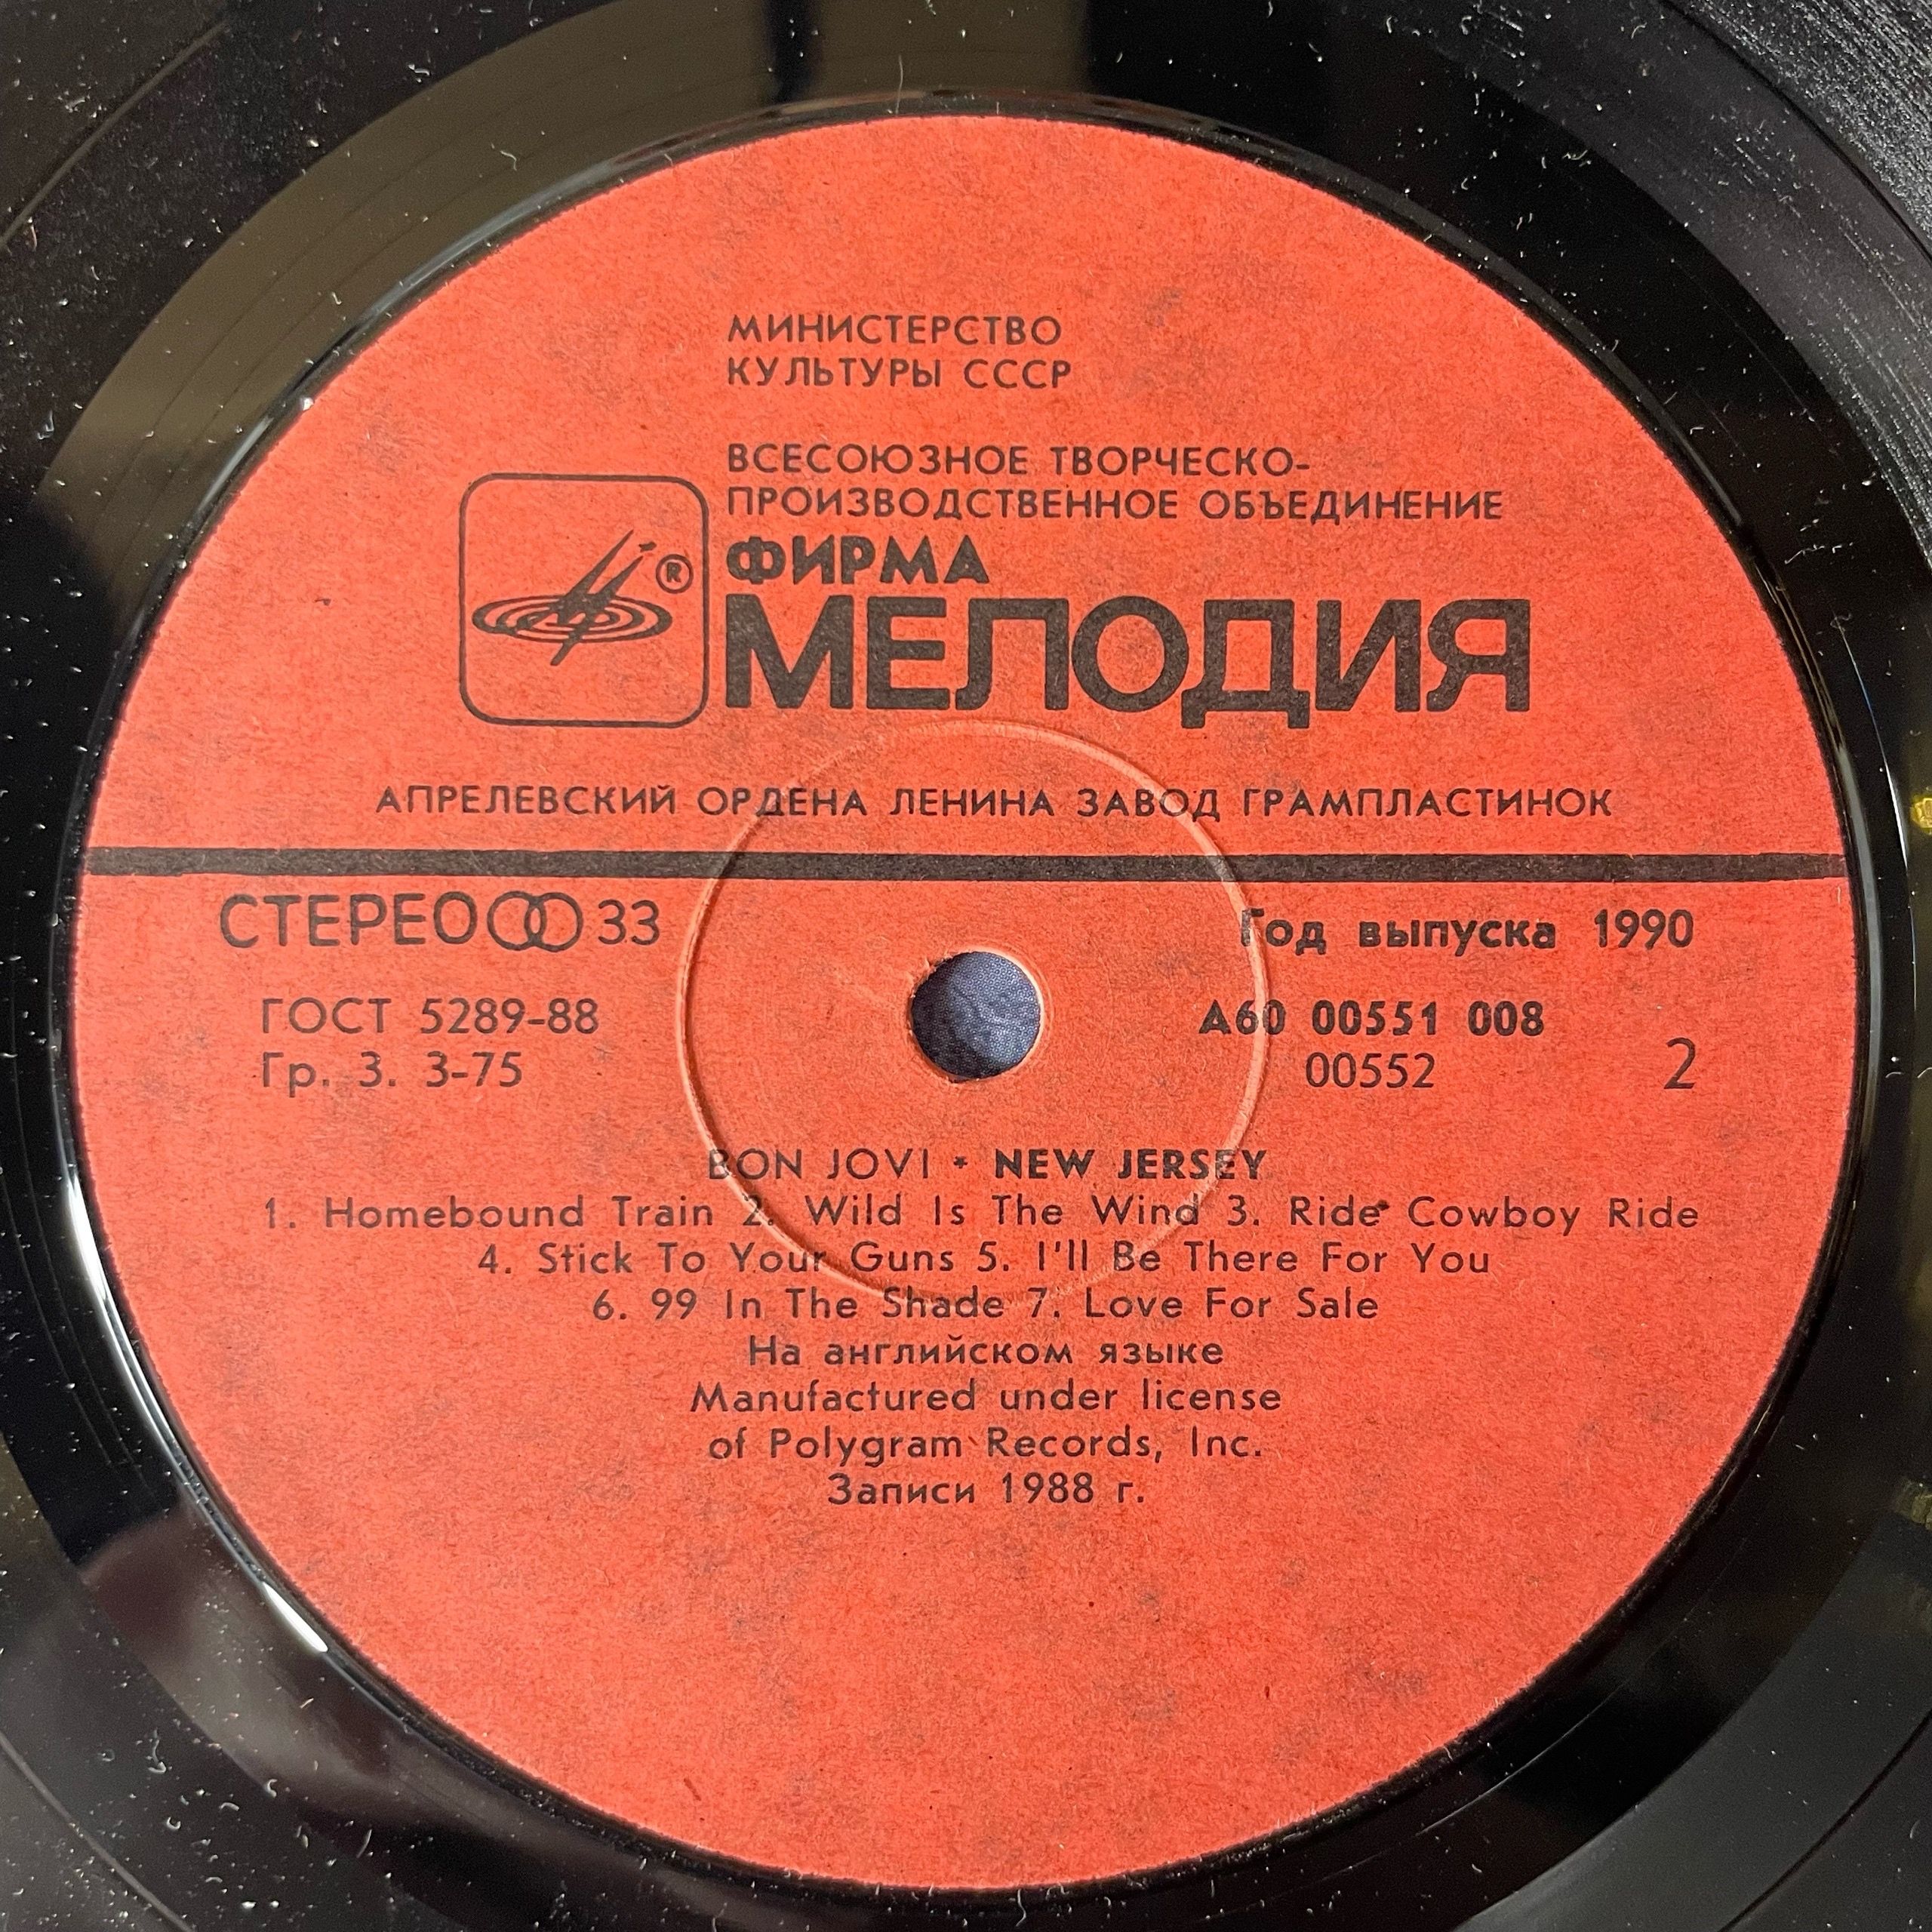 МИНИСТЕРСТВО
КУЛЬТУРЫ СССР
ВСЕСОЮЗНОЕ ТВОРЧЕСКО-
ПРОИЗВОДСТВЕННОЕ ОБЪЕДИНЕНИЕ
ФИРМА
®
МЕЛОДИЯ
АПРЕЛЕВСКИЙ ОРДЕНА ЛЕНИНА ЗАВОД ГРАМПЛАСТИНОК
СТЕРЕО 33
Год выпуска 1990
ГОСТ 5289-88
А60 00551 008
Гр. 3. 3-75
00552
2
BON JOVI * NEW JERSEY
1. Homebound Train 2. Wild Is The Wind 3. Ride Cowboy Ride
4. Stick To Your Guns 5. I'll Be There For You
6. 99 In The Shade 7. Love For Sale
На английском языке
Manufactured under license
of Polygram Records, Inc.
Записи 1988 г.